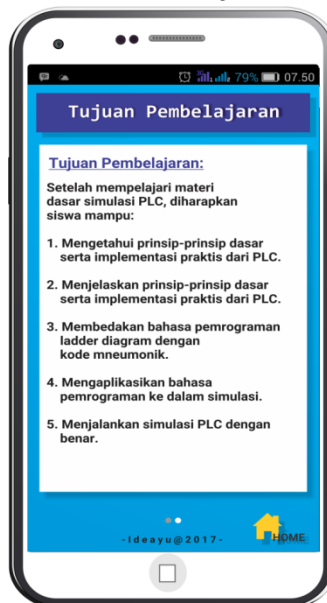 79% 07.50
Tujuan Pembelajaran
Tujuan Pembelajaran:
Setelah mempelajari materi
dasar simulasi PLC, diharapkan
siswa mampu:
1. Mengetahui prinsip-prinsip dasar
serta implementasi praktis dari PLC.
2. Menjelaskan prinsip-prinsip dasar
serta implementasi praktis dari PLC.
3. Membedakan bahasa pemrograman
ladder diagram dengan
kode mneumonik.
4. Mengaplikasikan bahasa
pemrograman ke dalam simulasi.
5. Menjalankan simulasi PLC dengan
benar.
-Ideayu@2017-
HOME